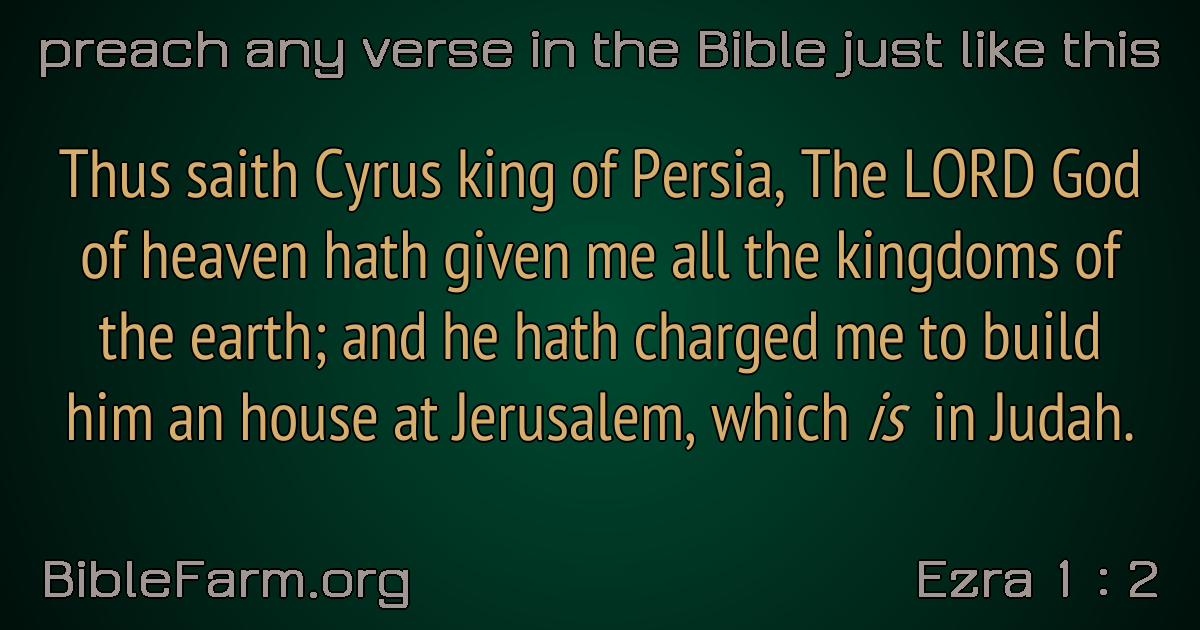 preach any verse in the Bible just like this
Thus saith Cyrus king of Persia, The LORD God
of heaven hath given me all the kingdoms of
the earth; and he hath charged me to build
him an house at Jerusalem, which is in Judah.
BibleFarm.org
Ezra 1 : 2